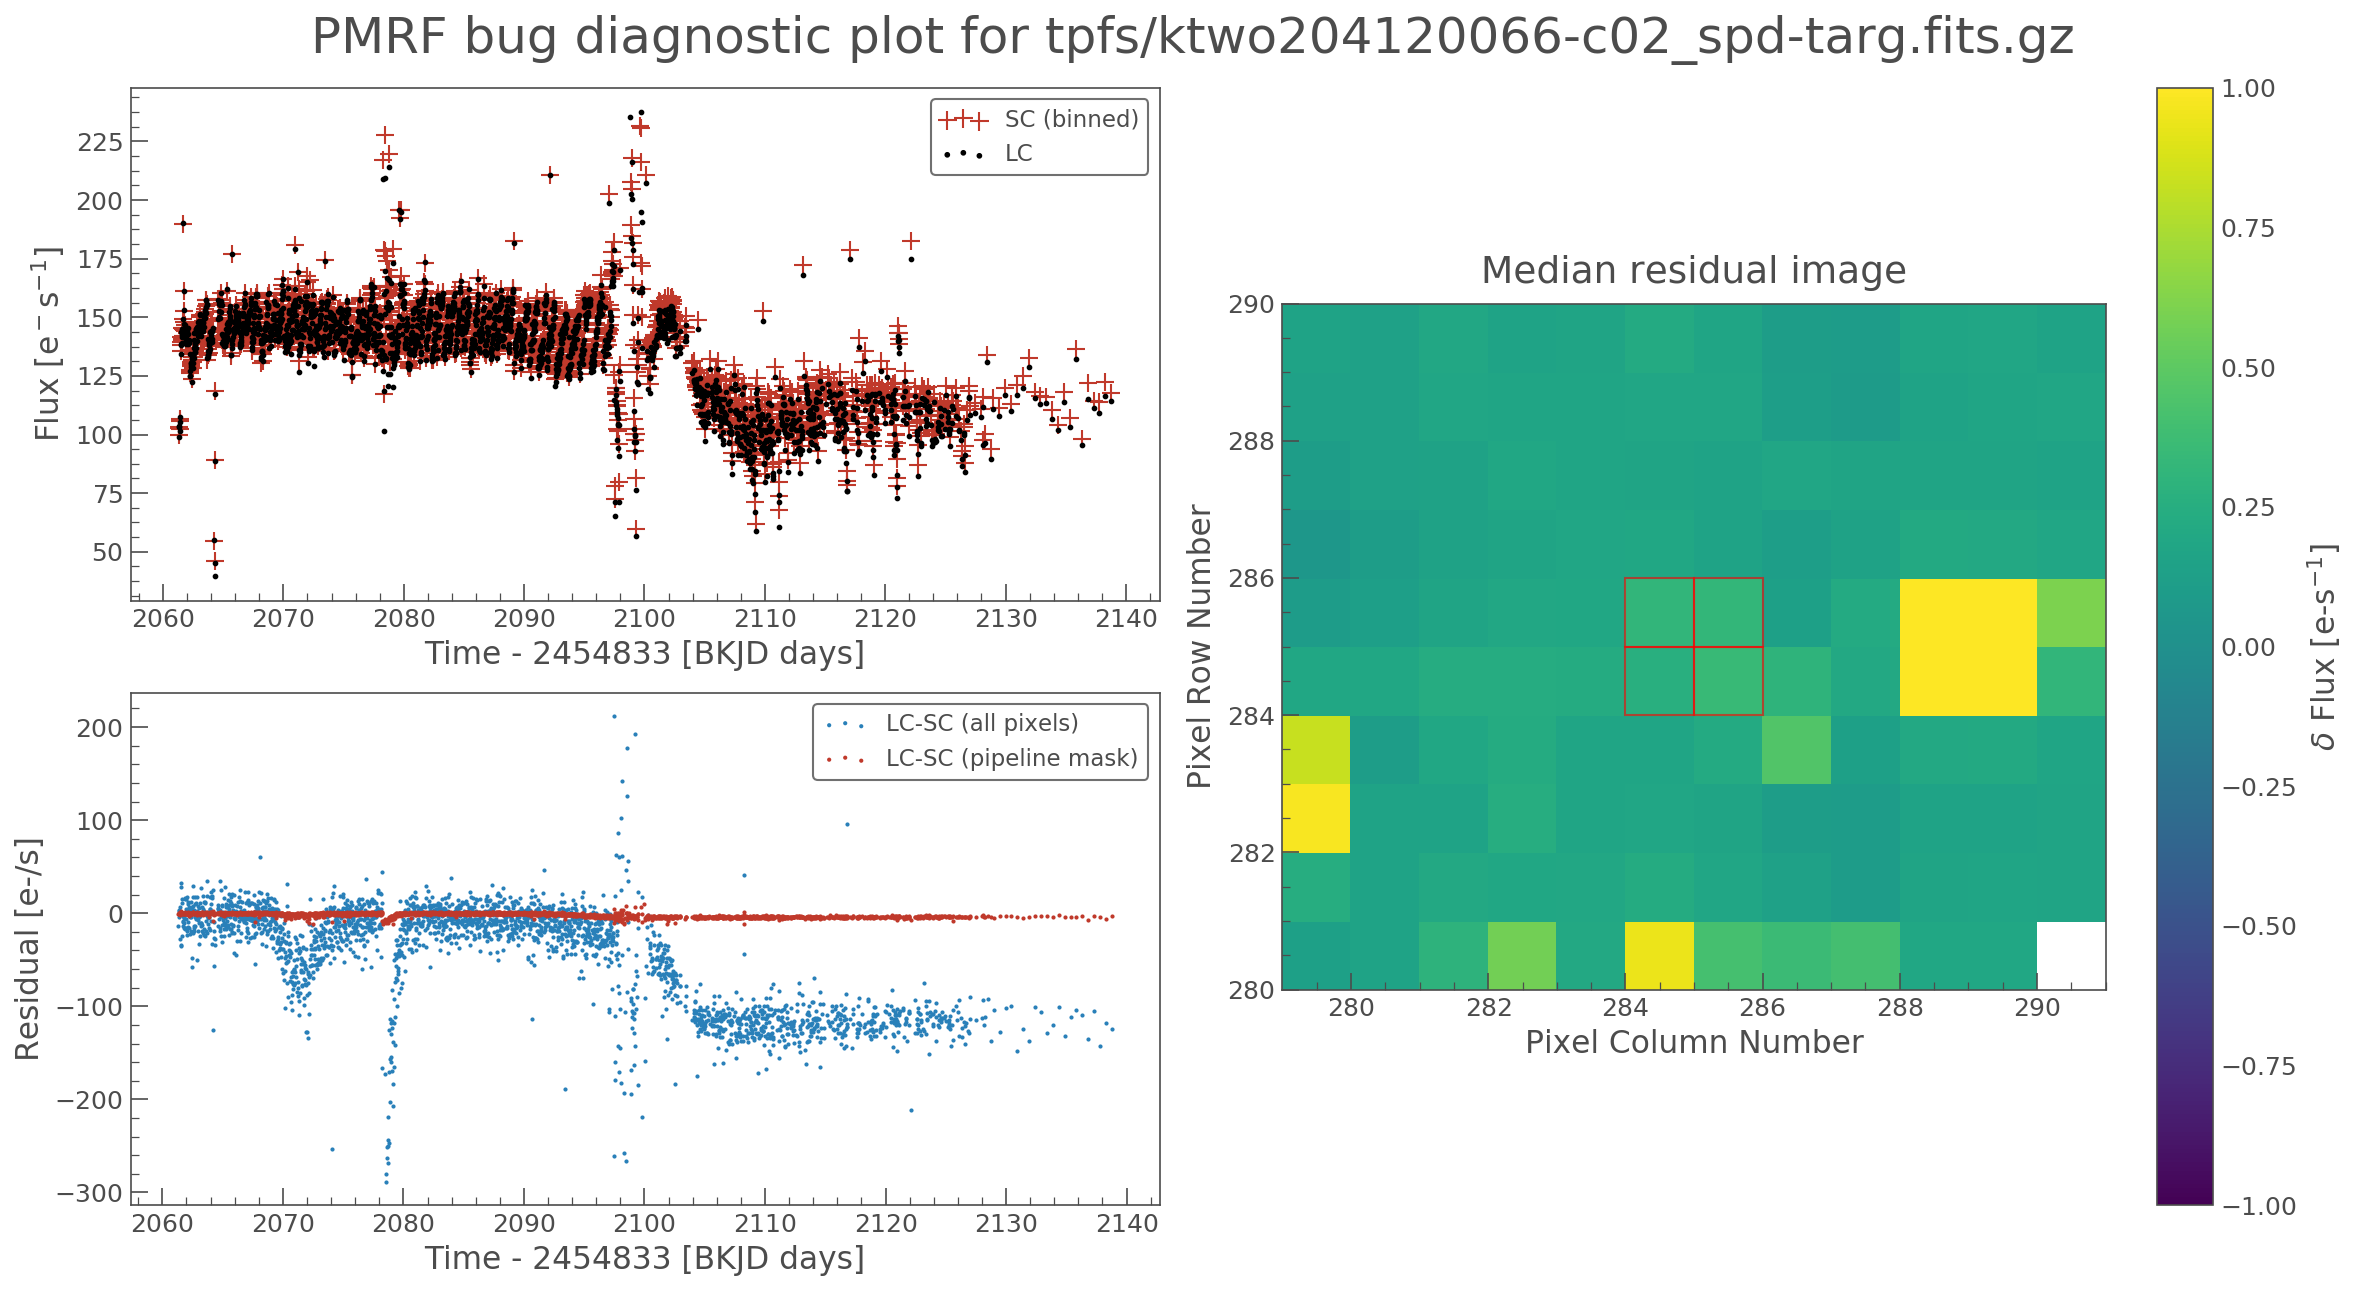 PMRF bug diagnostic plot for tpfs/ktwo204120066-c02_spd-targ.fits.gz
Flux [e⁻ s⁻¹]
225
200
175
150
125
100
75
50
SC (binned)
LC
2060 2070 2080 2090 2100 2110 2120 2130 2140
Time - 2454833 [BKJD days]
Residual [e-/s]
200
100
0
−100
−200
−300
LC-SC (all pixels)
LC-SC (pipeline mask)
2060 2070 2080 2090 2100 2110 2120 2130 2140
Time - 2454833 [BKJD days]
Median residual image
Pixel Row Number
290
288
286
284
282
280
280 282 284 286 288 290
Pixel Column Number
1.00
0.75
0.50
0.25
0.00
−0.25
−0.50
−0.75
−1.00
δ Flux [e-s⁻¹]